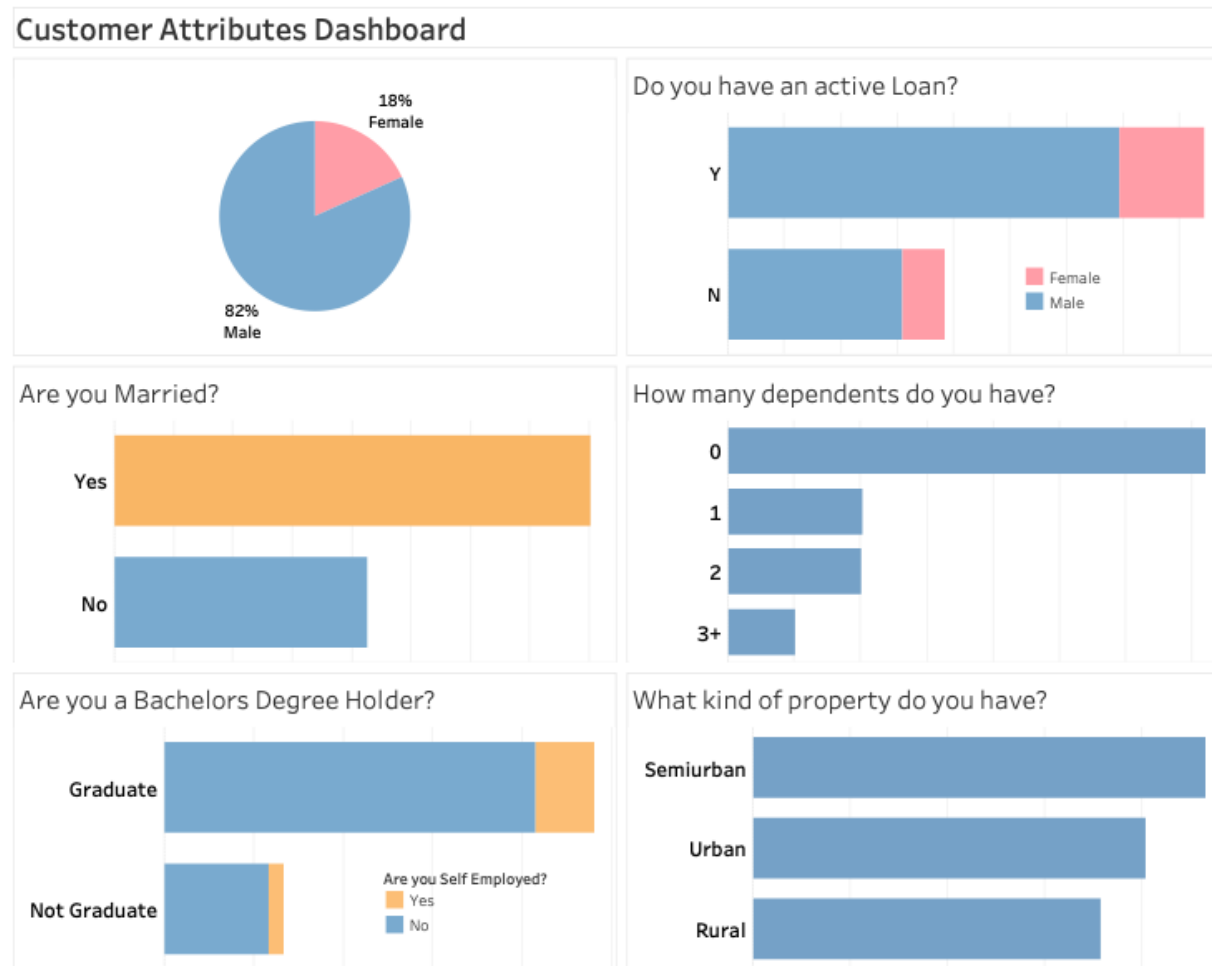 Customer Attributes Dashboard
18%
Female
82%
Male
Do you have an active Loan?
Y
N
Female
Male
Are you Married?
Yes
No
How many dependents do you have?
0
1
2
3+
Are you a Bachelors Degree Holder?
Graduate
Not Graduate
Are you Self Employed?
Yes
No
What kind of property do you have?
Semiurban
Urban
Rural